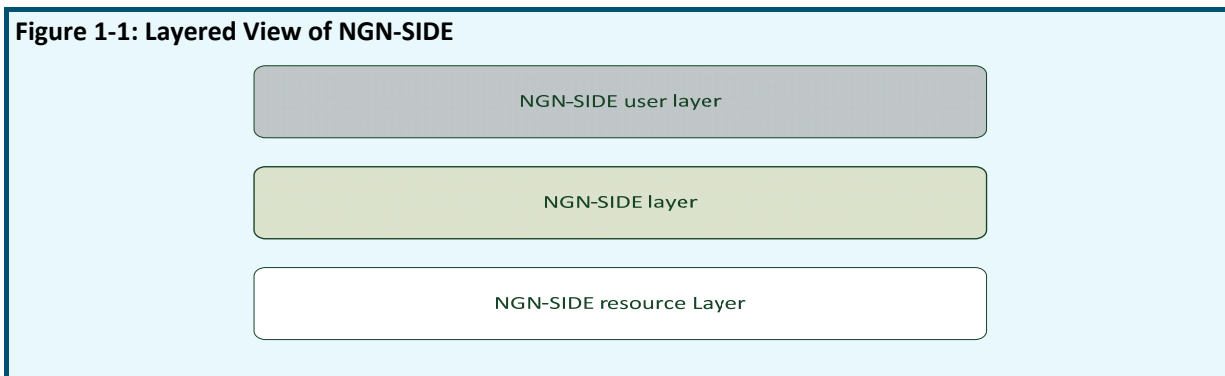 Figure 1-1: Layered View of NGN-SIDE
NGN-SIDE user layer
NGN-SIDE layer
NGN-SIDE resource Layer